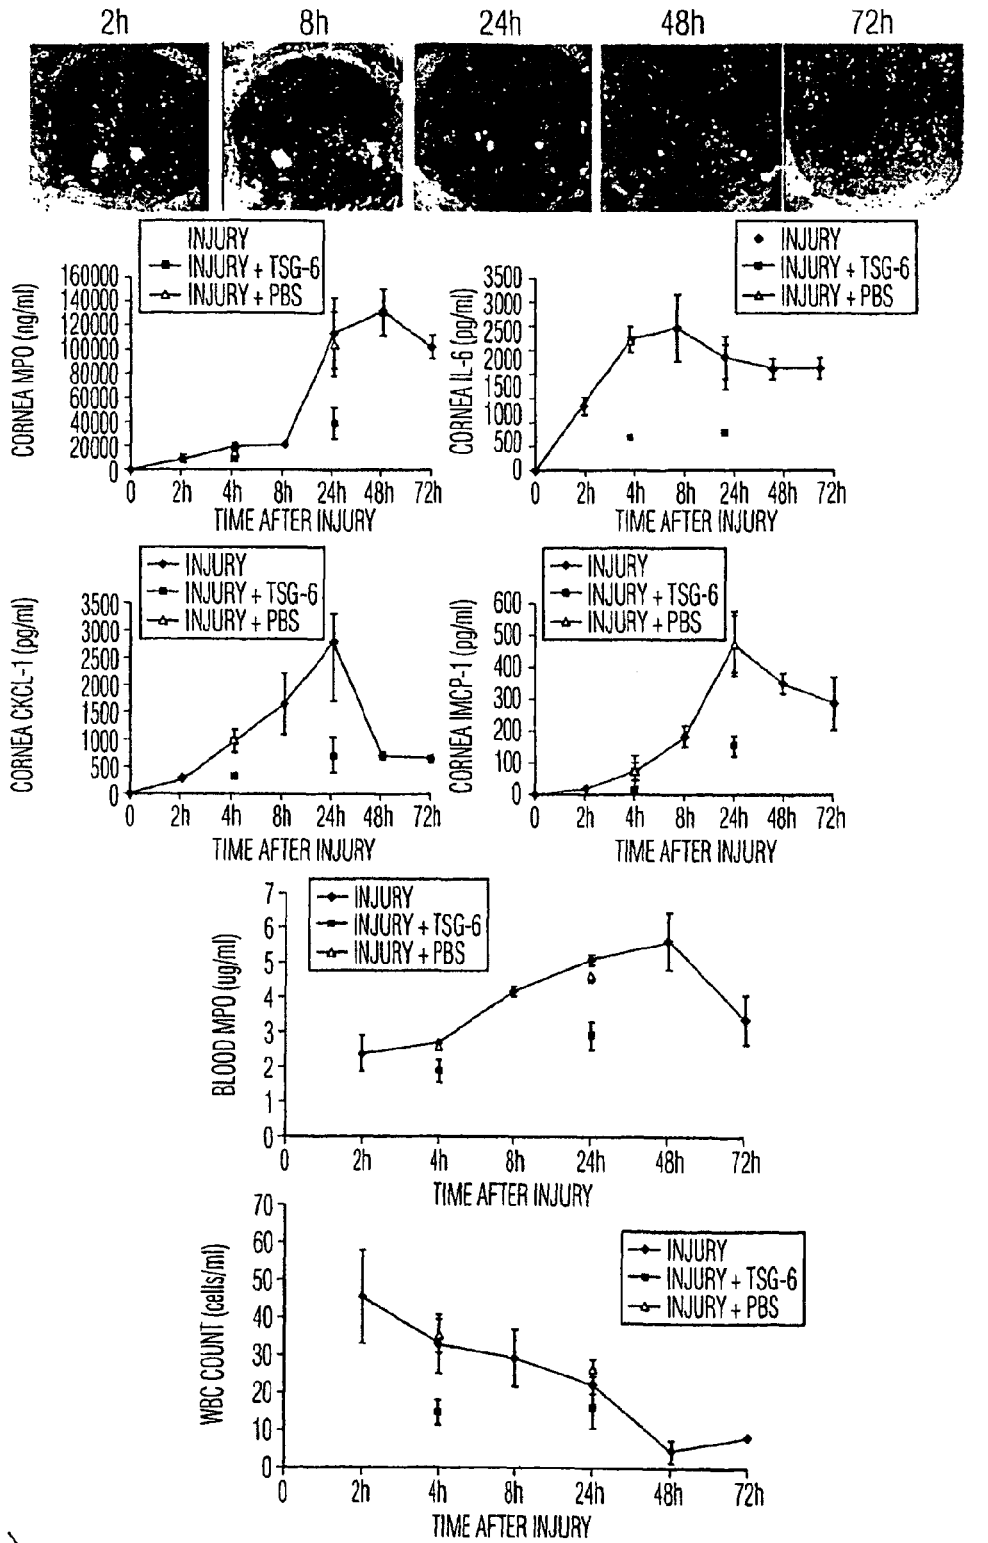 2h 8h 24h 48h 72h
INJURY
INJURY + TSG-6
INJURY + PBS
CORNEA MPO (ng/ml)
160000
140000
120000
100000
80000
60000
40000
20000
0
0 2h 4h 8h 24h 48h 72h
TIME AFTER INJURY
INJURY
INJURY + TSG-6
INJURY + PBS
CORNEA IL-6 (pg/ml)
3500
3000
2500
2000
1500
1000
500
0
0 2h 4h 8h 24h 48h 72h
TIME AFTER INJURY
INJURY
INJURY + TSG-6
INJURY + PBS
CORNEA CKCL-1 (pg/ml)
3500
3000
2500
2000
1500
1000
500
0
0 2h 4h 8h 24h 48h 72h
TIME AFTER INJURY
INJURY
INJURY + TSG-6
INJURY + PBS
CORNEA IMCP-1 (pg/ml)
600
500
400
300
200
100
0
0 2h 4h 8h 24h 48h 72h
TIME AFTER INJURY
INJURY
INJURY + TSG-6
INJURY + PBS
BLOOD MPO (ug/ml)
7
6
5
4
3
2
1
0
0 2h 4h 8h 24h 48h 72h
TIME AFTER INJURY
INJURY
INJURY + TSG-6
INJURY + PBS
WBC COUNT (cells/ml)
70
60
50
40
30
20
10
0
0 2h 4h 8h 24h 48h 72h
TIME AFTER INJURY